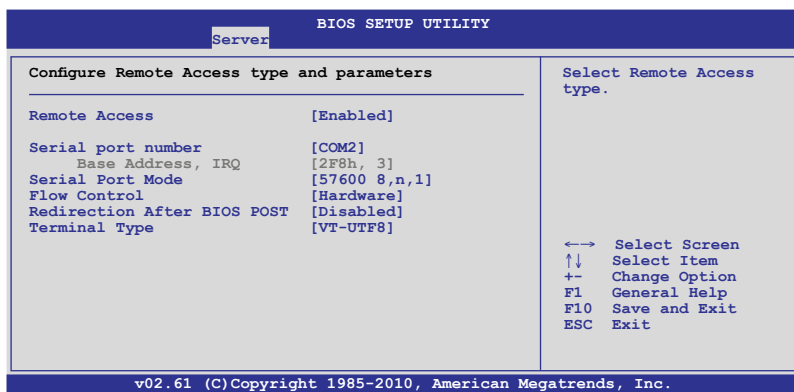 BIOS SETUP UTILITY
Server
Configure Remote Access type and parameters
Remote Access [Enabled]
Serial port number [COM2]
Base Address, IRQ [2F8h, 3]
Serial Port Mode [57600 8,n,1]
Flow Control [Hardware]
Redirection After BIOS POST [Disabled]
Terminal Type [VT-UTF8]
Select Remote Access
type.
←→ Select Screen
↑↓ Select Item
+- Change Option
F1 General Help
F10 Save and Exit
ESC Exit
v02.61 (C)Copyright 1985-2010, American Megatrends, Inc.